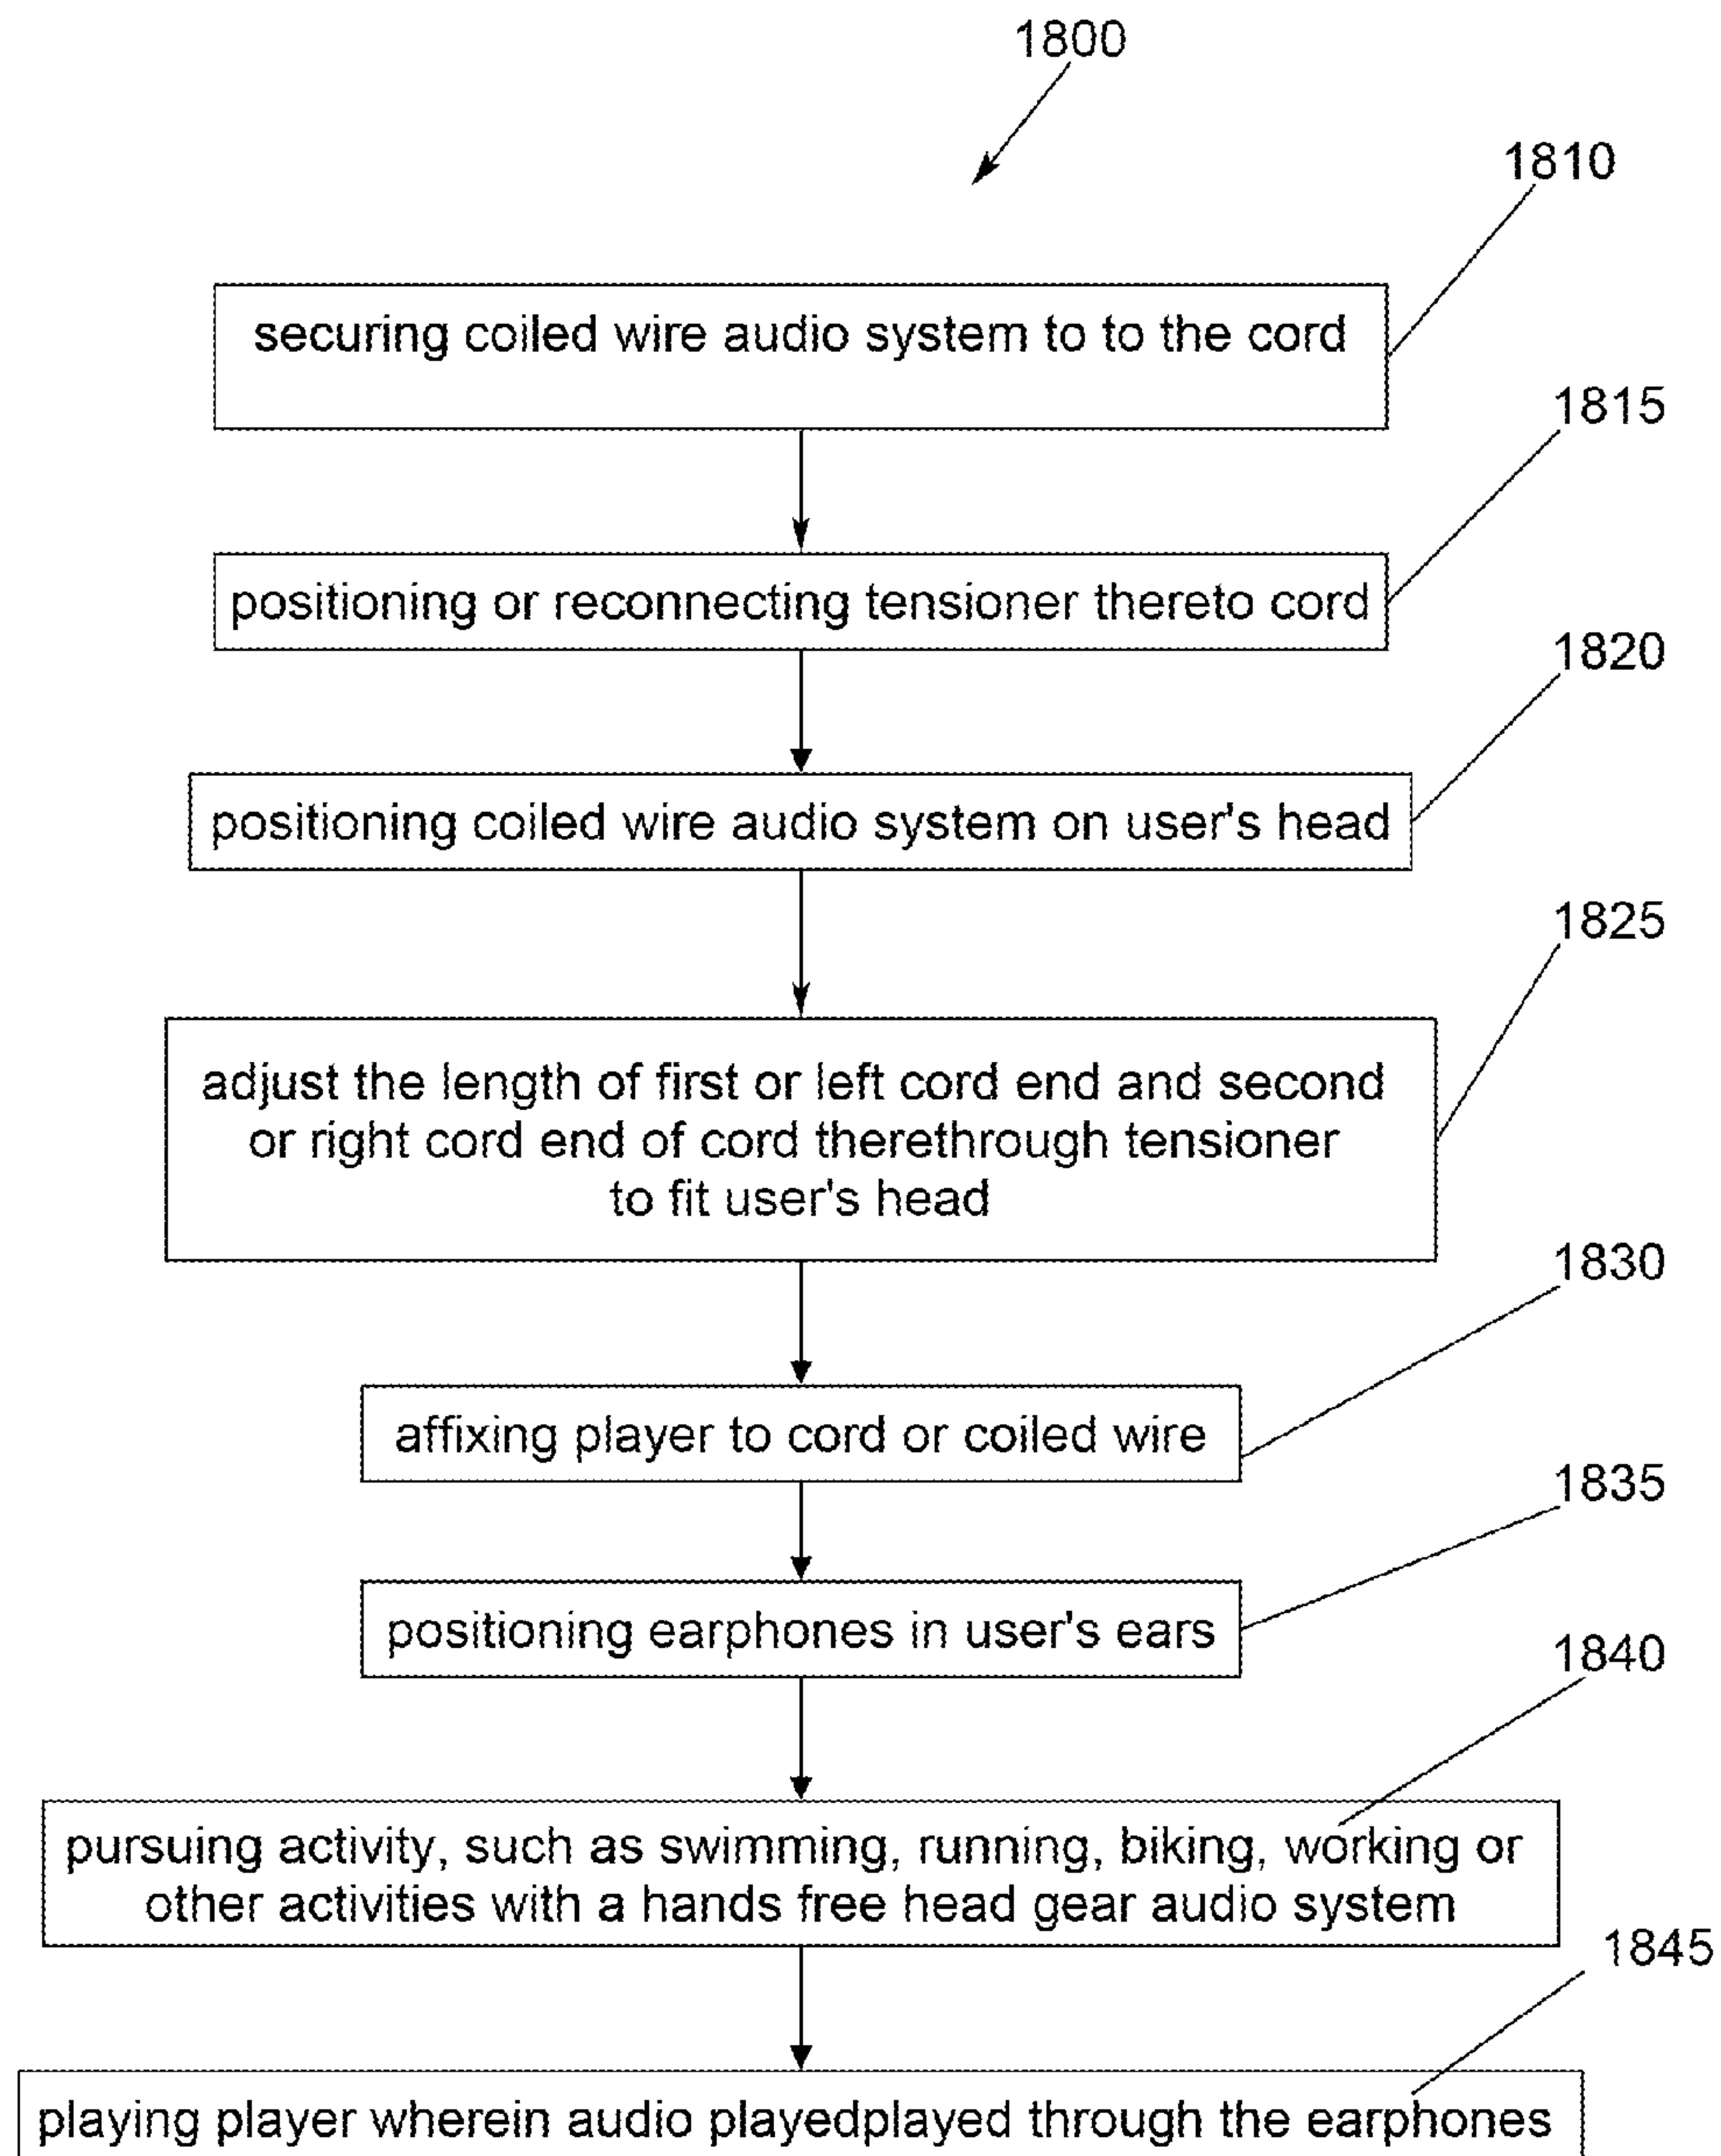 1800
1810
securing coiled wire audio system to to the cord
1815
positioning or reconnecting tensioner thereto cord
1820
positioning coiled wire audio system on user's head
1825
adjust the length of first or left cord end and second
or right cord end of cord therethrough tensioner
to fit user's head
1830
affixing player to cord or coiled wire
1835
positioning earphones in user's ears
1840
pursuing activity, such as swimming, running, biking, working or
other activities with a hands free head gear audio system
1845
playing player wherein audio playedplayed through the earphones